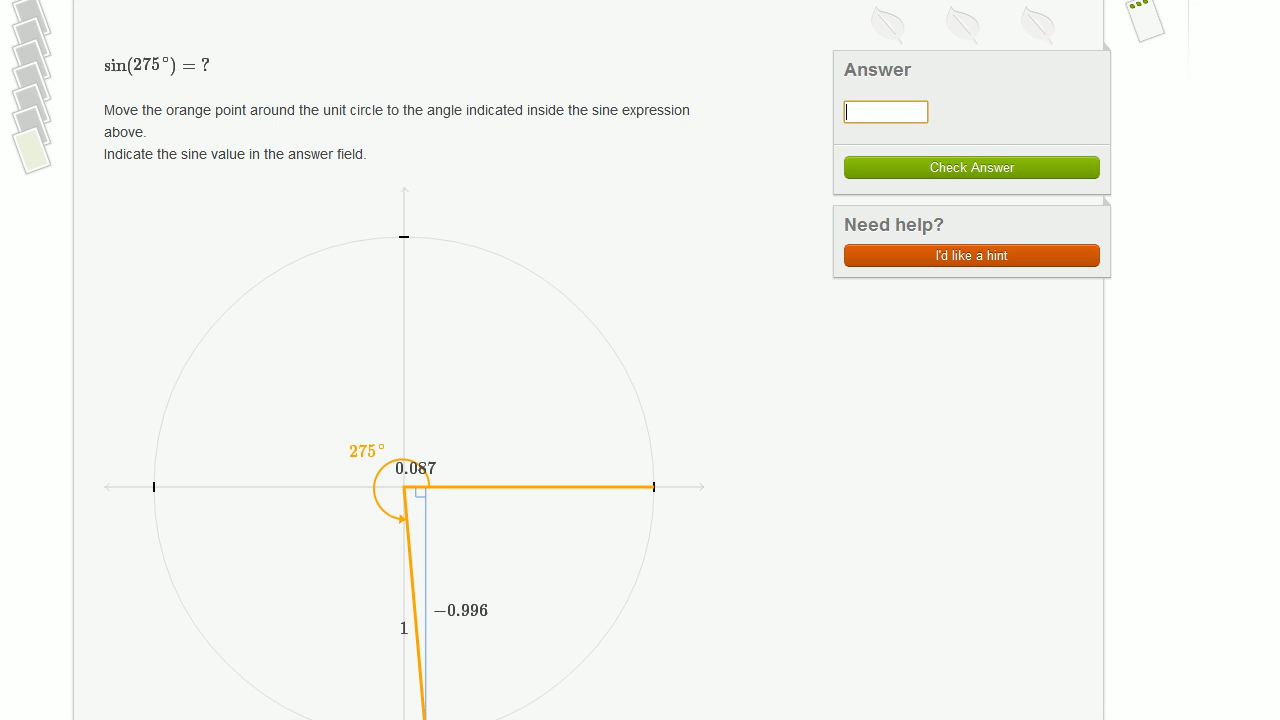 sin(275°) = ?
Move the orange point around the unit circle to the angle indicated inside the sine expression
above.
Indicate the sine value in the answer field.
Answer
Check Answer
Need help?
I'd like a hint
275°
0.087
−0.996
1